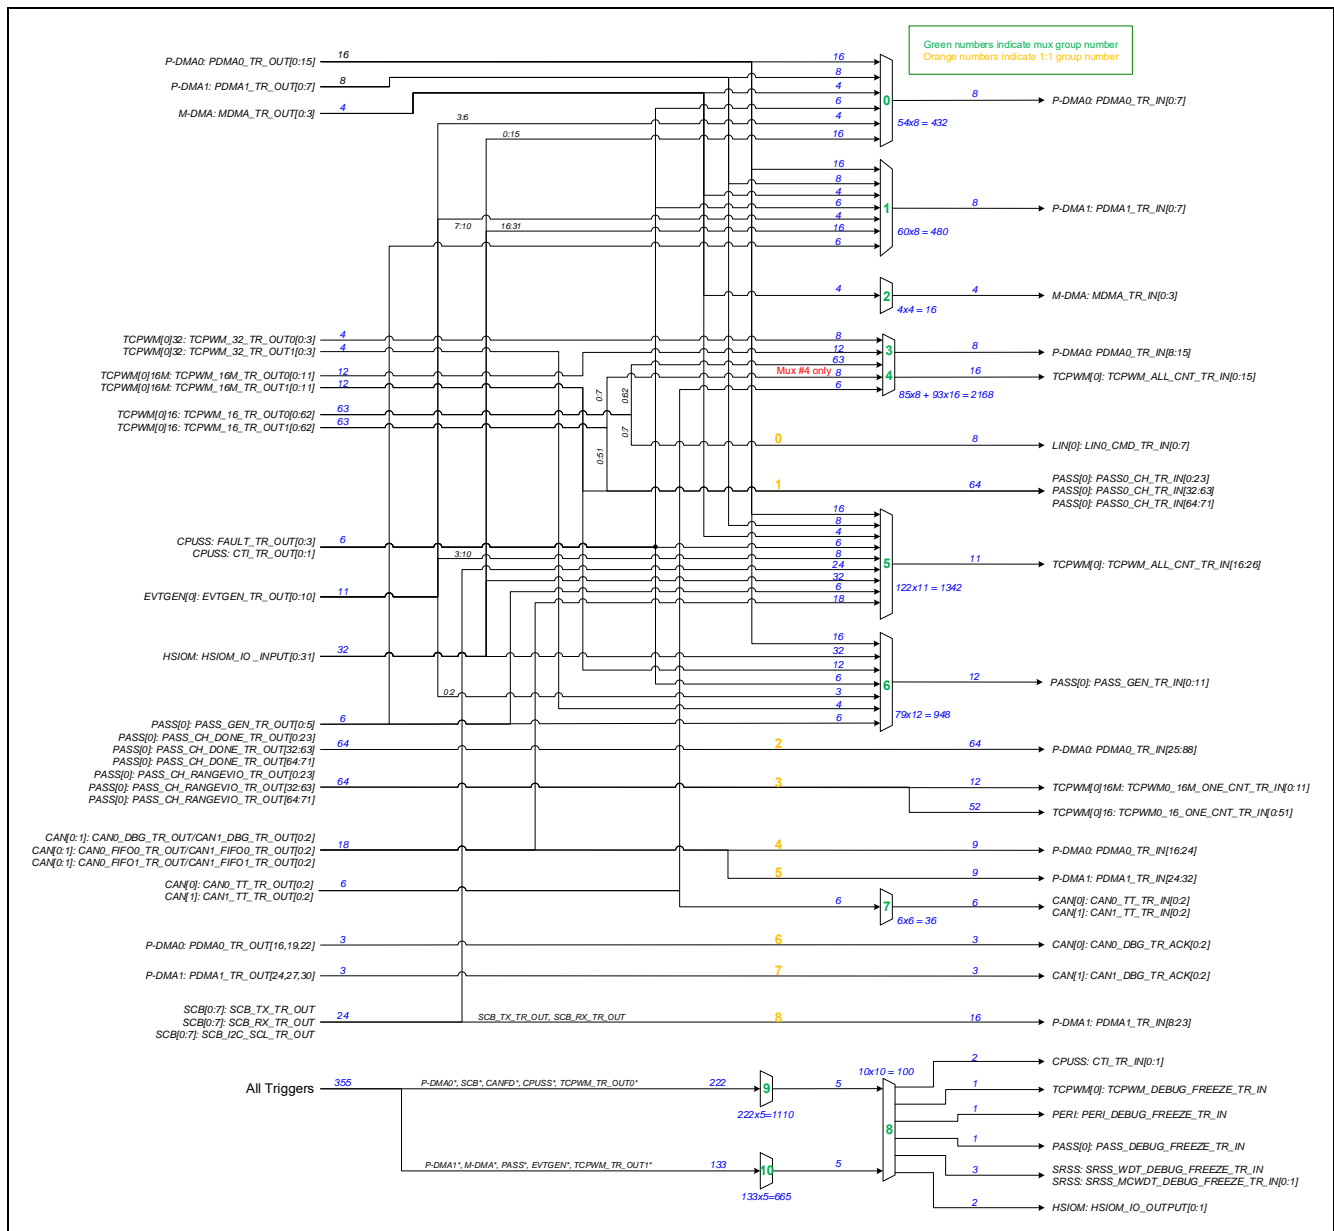 Green numbers indicate mux group number
Orange numbers indicate 1:1 group number
P-DMA0: PDMA0_TR_OUT[0:15]
16
16
P-DMA1: PDMA1_TR_OUT[0:7]
8
8
M-DMA: MDMA_TR_OUT[0:3]
4
4
6
3:6
4
0:15
16
0
54x8 = 432
8
P-DMA0: PDMA0_TR_IN[0:7]
16
8
4
6
4
7:10
16:31
16
6
1
60x8 = 480
8
P-DMA1: PDMA1_TR_IN[0:7]
4
2
4x4 = 16
4
M-DMA: MDMA_TR_IN[0:3]
TCPWM[0]32: TCPWM_32_TR_OUT0[0:3]
4
TCPWM[0]32: TCPWM_32_TR_OUT1[0:3]
4
TCPWM[0]16M: TCPWM_16M_TR_OUT0[0:11]
12
TCPWM[0]16M: TCPWM_16M_TR_OUT1[0:11]
12
TCPWM[0]16: TCPWM_16_TR_OUT0[0:62]
63
TCPWM[0]16: TCPWM_16_TR_OUT1[0:62]
63
0:7
0:62
0:7
0:51
8
12
63
Mux #4 only
8
6
3
4
85x8 + 93x16 = 2168
8
P-DMA0: PDMA0_TR_IN[8:15]
16
TCPWM[0]: TCPWM_ALL_CNT_TR_IN[0:15]
0
8
LIN[0]: LIN0_CMD_TR_IN[0:7]
1
64
PASS[0]: PASS0_CH_TR_IN[0:23]
PASS[0]: PASS0_CH_TR_IN[32:63]
PASS[0]: PASS0_CH_TR_IN[64:71]
CPUSS: FAULT_TR_OUT[0:3]
CPUSS: CTI_TR_OUT[0:1]
6
EVTGEN[0]: EVTGEN_TR_OUT[0:10]
11
3:10
16
8
4
6
8
24
32
6
18
5
122x11 = 1342
11
TCPWM[0]: TCPWM_ALL_CNT_TR_IN[16:26]
HSIOM: HSIOM_IO _INPUT[0:31]
32
0:2
16
32
12
6
3
4
6
6
79x12 = 948
12
PASS[0]: PASS_GEN_TR_IN[0:11]
PASS[0]: PASS_GEN_TR_OUT[0:5]
6
PASS[0]: PASS_CH_DONE_TR_OUT[0:23]
PASS[0]: PASS_CH_DONE_TR_OUT[32:63]
PASS[0]: PASS_CH_DONE_TR_OUT[64:71]
64
2
64
P-DMA0: PDMA0_TR_IN[25:88]
PASS[0]: PASS_CH_RANGEVIO_TR_OUT[0:23]
PASS[0]: PASS_CH_RANGEVIO_TR_OUT[32:63]
PASS[0]: PASS_CH_RANGEVIO_TR_OUT[64:71]
64
3
12
TCPWM[0]16M: TCPWM0_16M_ONE_CNT_TR_IN[0:11]
52
TCPWM[0]16: TCPWM0_16_ONE_CNT_TR_IN[0:51]
CAN[0:1]: CAN0_DBG_TR_OUT/CAN1_DBG_TR_OUT[0:2]
CAN[0:1]: CAN0_FIFO0_TR_OUT/CAN1_FIFO0_TR_OUT[0:2]
CAN[0:1]: CAN0_FIFO1_TR_OUT/CAN1_FIFO1_TR_OUT[0:2]
18
4
9
P-DMA0: PDMA0_TR_IN[16:24]
5
9
P-DMA1: PDMA1_TR_IN[24:32]
CAN[0]: CAN0_TT_TR_OUT[0:2]
CAN[1]: CAN1_TT_TR_OUT[0:2]
6
6
7
6x6 = 36
6
CAN[0]: CAN0_TT_TR_IN[0:2]
CAN[1]: CAN1_TT_TR_IN[0:2]
P-DMA0: PDMA0_TR_OUT[16,19,22]
3
6
3
CAN[0]: CAN0_DBG_TR_ACK[0:2]
P-DMA1: PDMA1_TR_OUT[24,27,30]
3
7
3
CAN[1]: CAN1_DBG_TR_ACK[0:2]
SCB[0:7]: SCB_TX_TR_OUT
SCB[0:7]: SCB_RX_TR_OUT
SCB[0:7]: SCB_I2C_SCL_TR_OUT
24
SCB_TX_TR_OUT, SCB_RX_TR_OUT
8
16
P-DMA1: PDMA1_TR_IN[8:23]
All Triggers
355
P-DMA0*, SCB*, CANFD*, CPUSS*, TCPWM_TR_OUT0*
222
9
222x5=1110
5
P-DMA1*, M-DMA*, PASS*, EVTGEN*, TCPWM_TR_OUT1*
133
10
133x5=665
5
10x10 = 100
8
2
CPUSS: CTI_TR_IN[0:1]
1
TCPWM[0]: TCPWM_DEBUG_FREEZE_TR_IN
1
PERI: PERI_DEBUG_FREEZE_TR_IN
1
PASS[0]: PASS_DEBUG_FREEZE_TR_IN
3
SRSS: SRSS_WDT_DEBUG_FREEZE_TR_IN
SRSS: SRSS_MCWDT_DEBUG_FREEZE_TR_IN[0:1]
2
HSIOM: HSIOM_IO_OUTPUT[0:1]